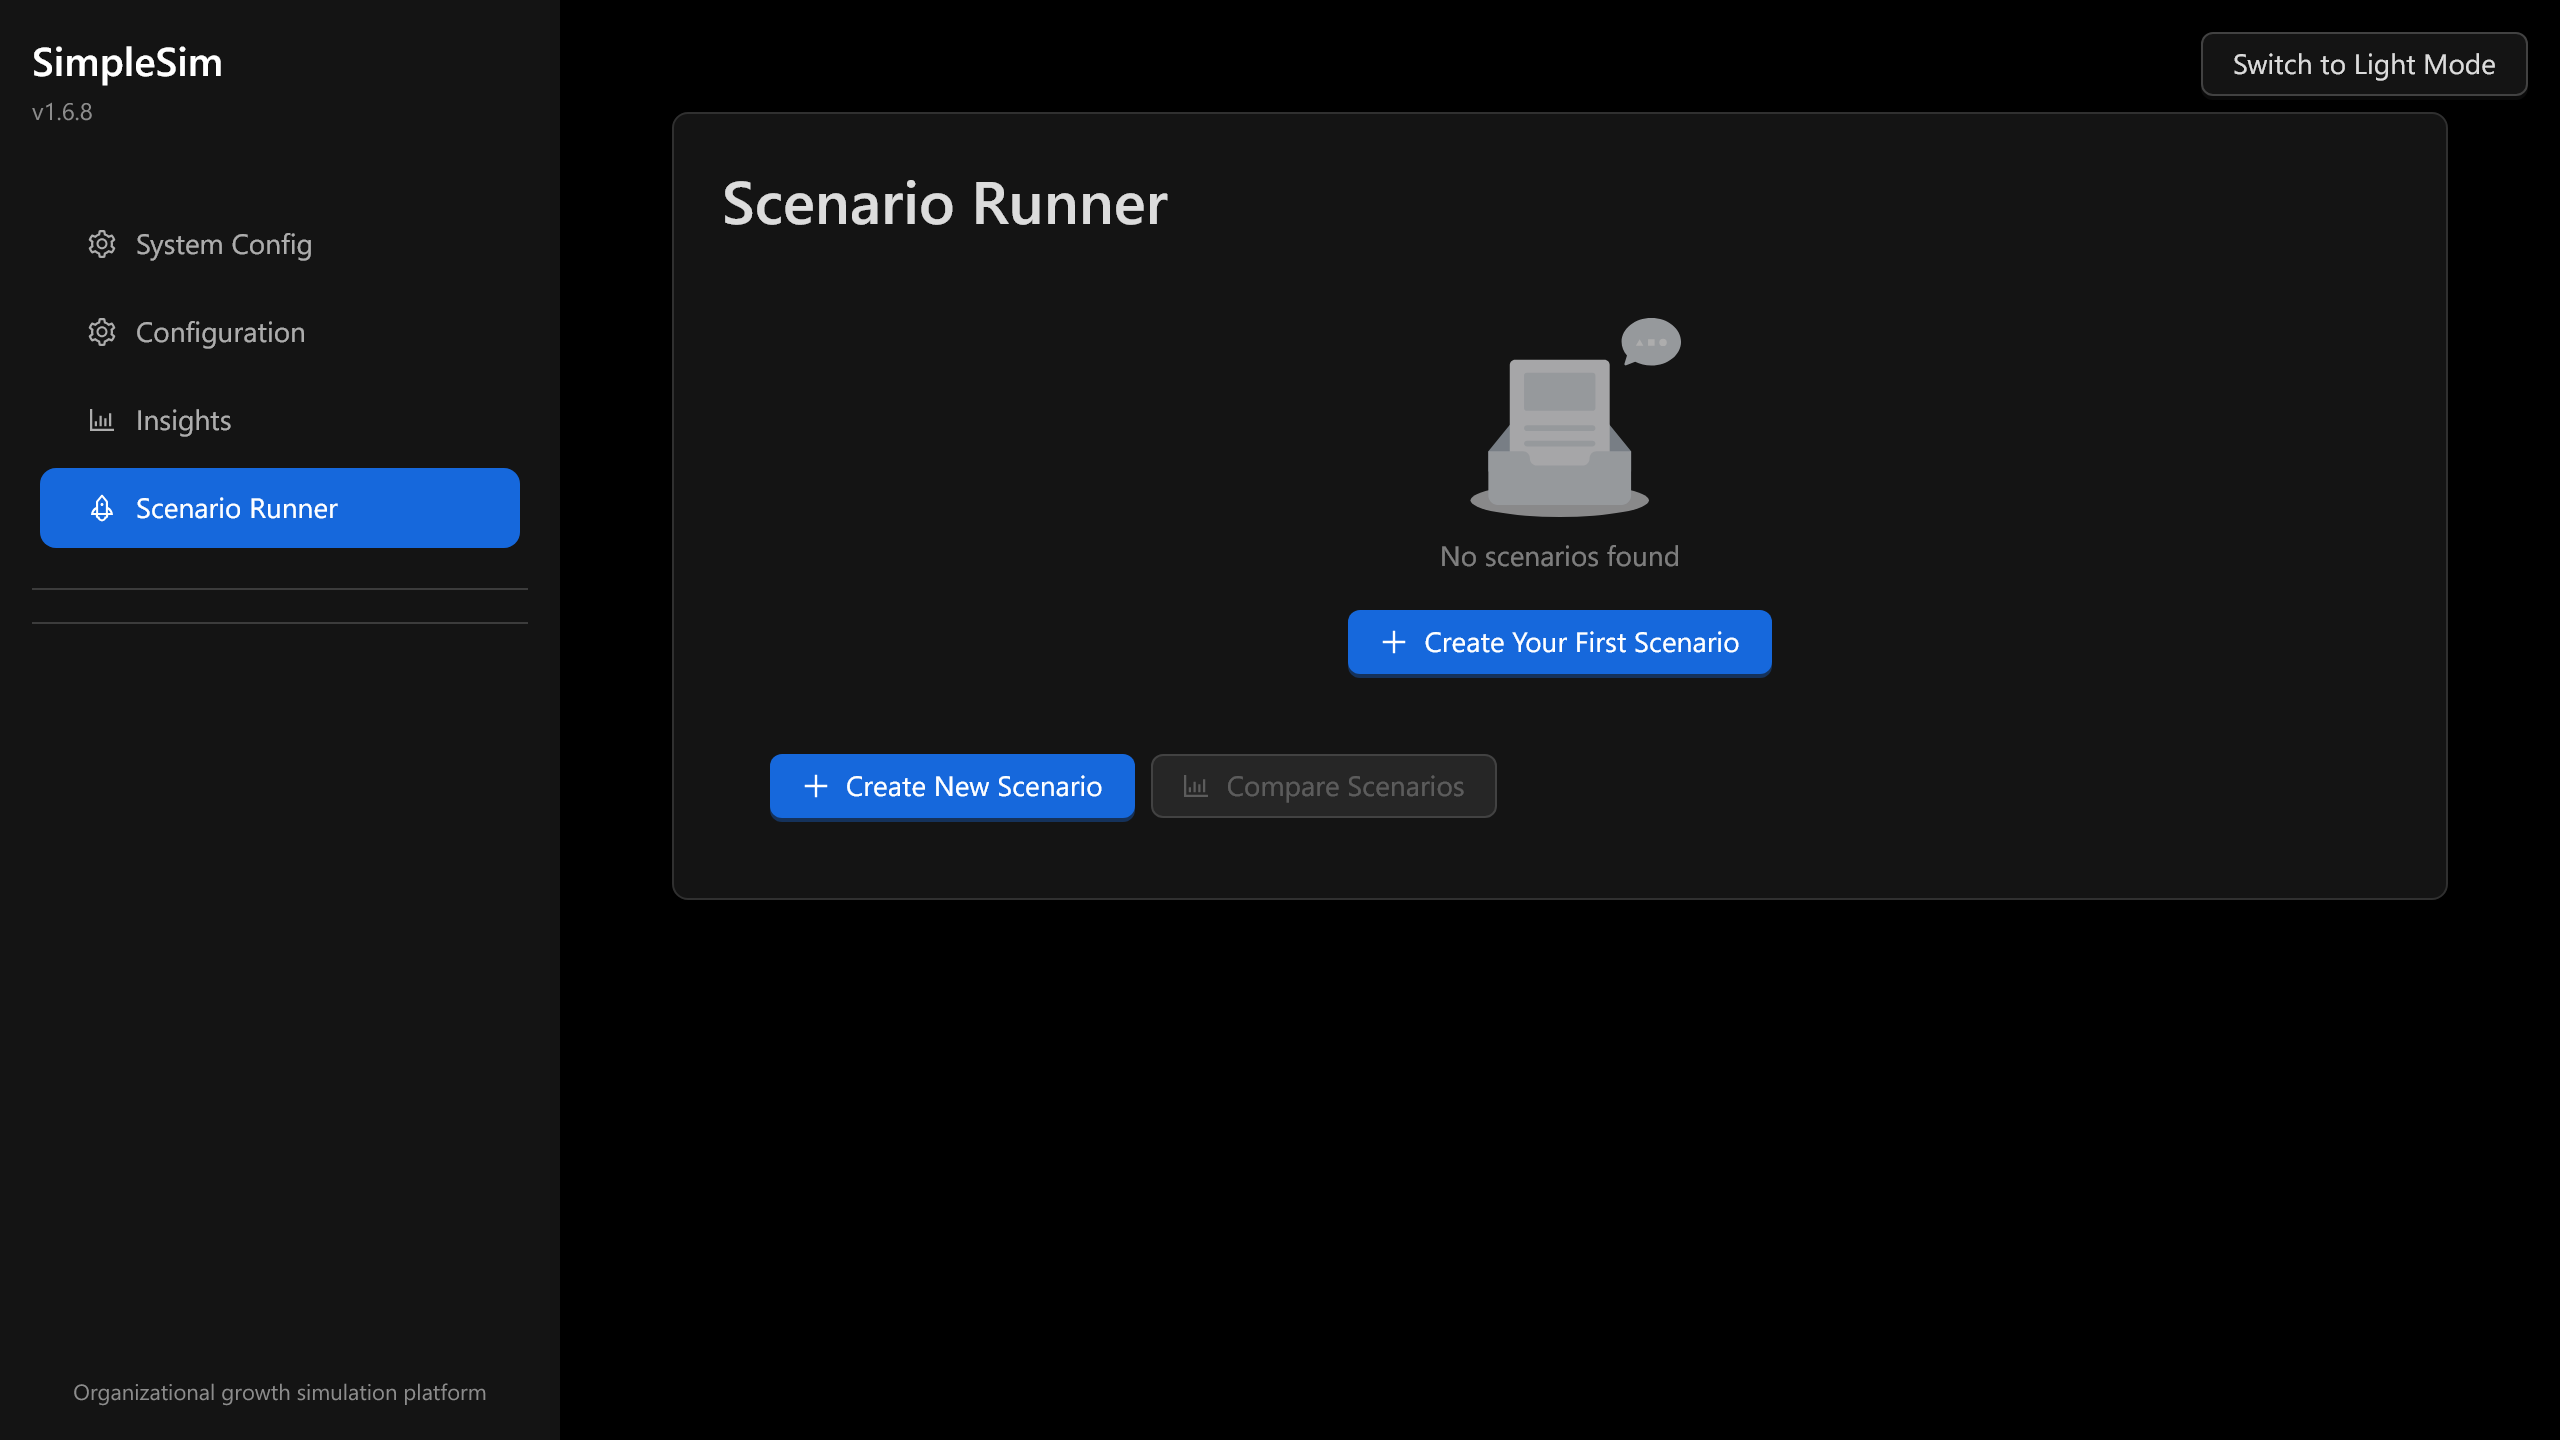 SimpleSim
v1.6.8
System Config
Configuration
Insights
Scenario Runner
Organizational growth simulation platform
Switch to Light Mode
Scenario Runner
No scenarios found
Create Your First Scenario
Create New Scenario
Compare Scenarios